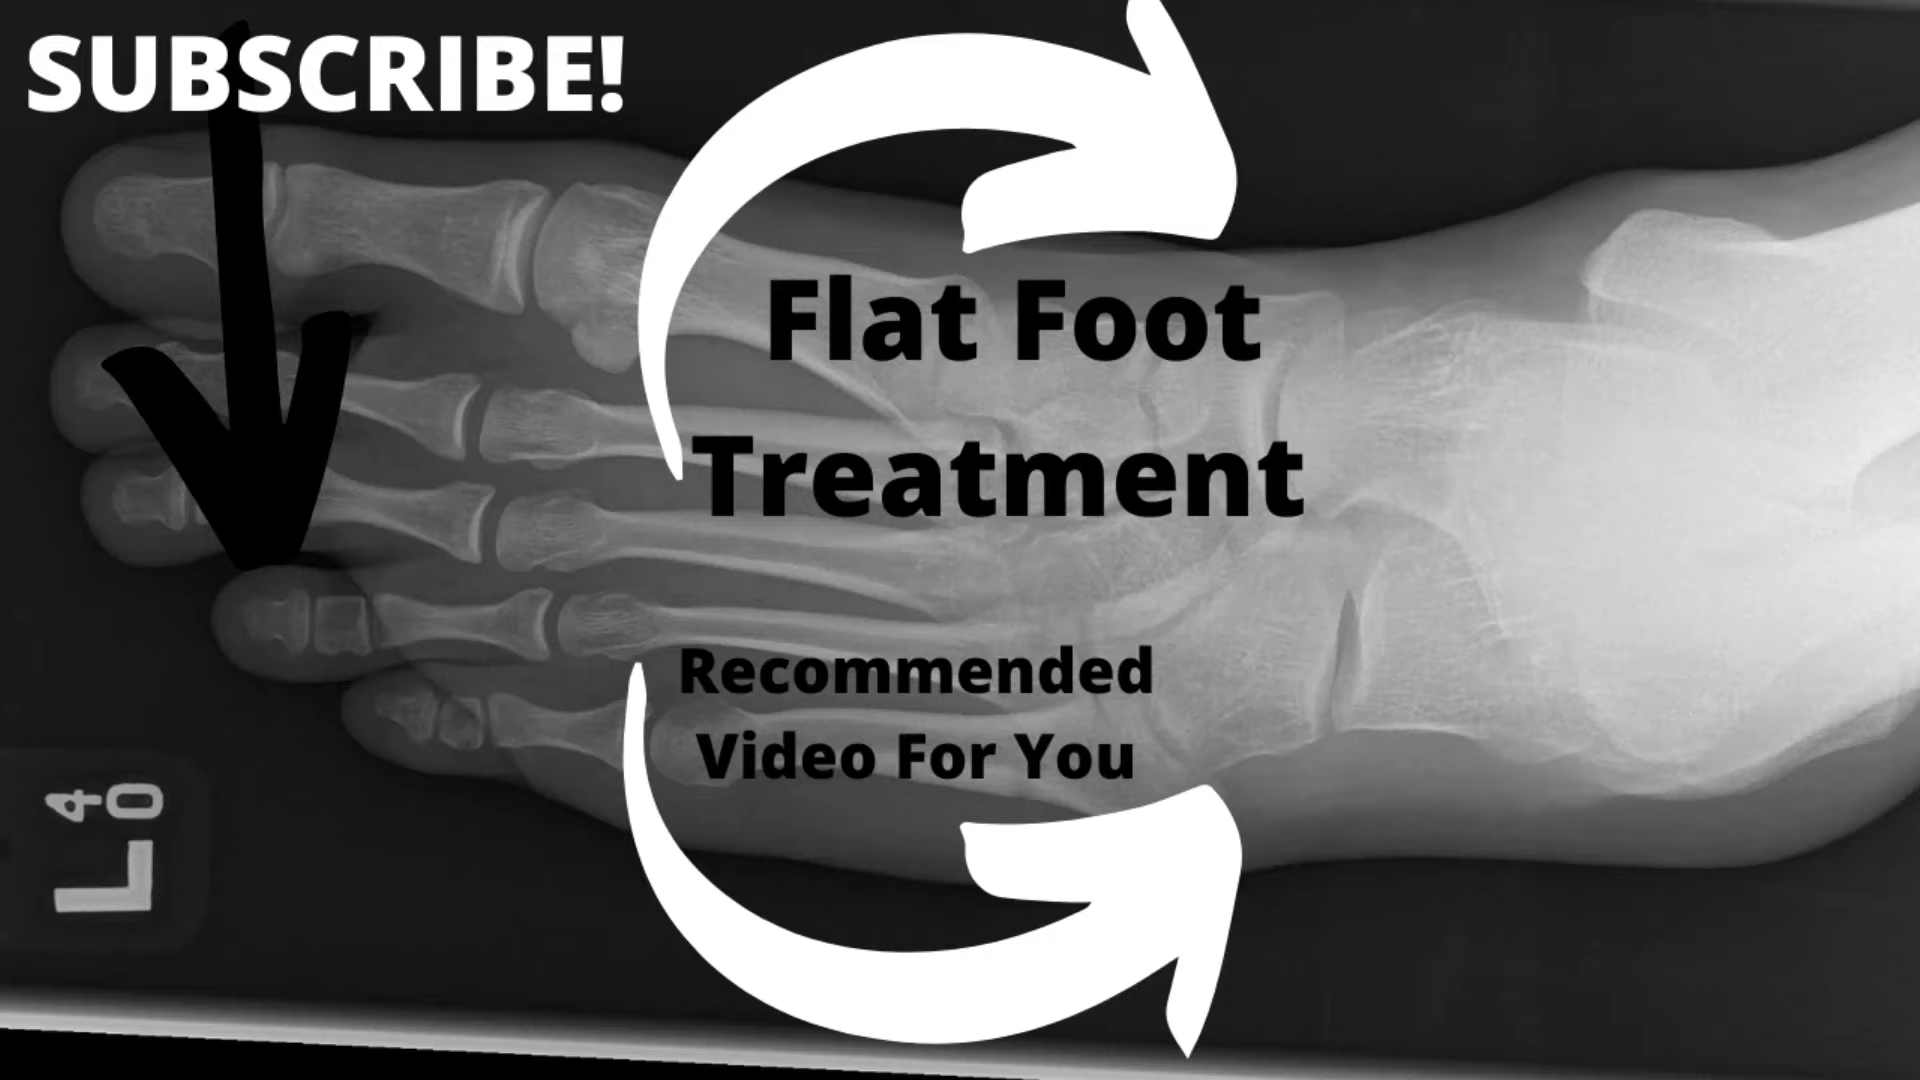 SUBSCRIBE!
Flat Foot
Treatment
Recommended
Video For You
L 40